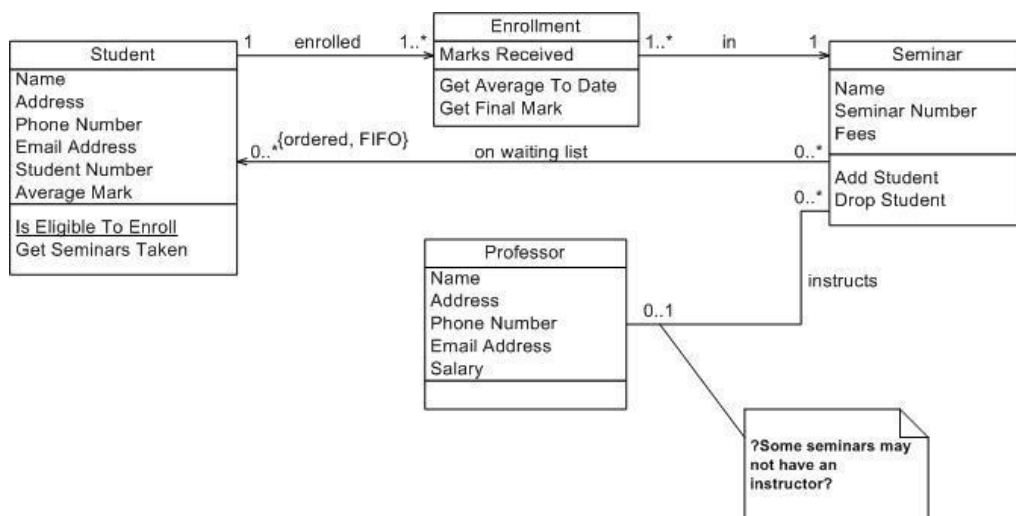 Student
Name
Address
Phone Number
Email Address
Student Number
Average Mark
Is Eligible To Enroll
Get Seminars Taken
1 enrolled 1..*
Enrollment
Marks Received
Get Average To Date
Get Final Mark
1..* in 1
Seminar
Name
Seminar Number
Fees
Add Student
Drop Student
{ordered, FIFO}
0..* on waiting list 0..*
0..*
instructs
0..1
Professor
Name
Address
Phone Number
Email Address
Salary
?Some seminars may
not have an
instructor?